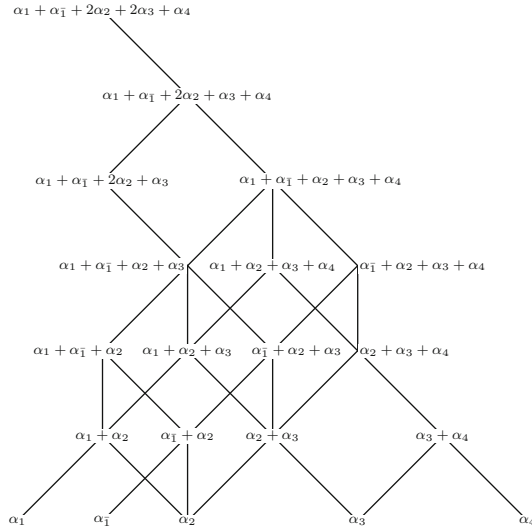 α₁ + α₁̄ + 2α₂ + 2α₃ + α₄
α₁ + α₁̄ + 2α₂ + α₃ + α₄
α₁ + α₁̄ + 2α₂ + α₃ α₁ + α₁̄ + α₂ + α₃ + α₄
α₁ + α₁̄ + α₂ + α₃ α₁ + α₂ + α₃ + α₄ α₁̄ + α₂ + α₃ + α₄
α₁ + α₁̄ + α₂ α₁ + α₂ + α₃ α₁̄ + α₂ + α₃ α₂ + α₃ + α₄
α₁ + α₂ α₁̄ + α₂ α₂ + α₃ α₃ + α₄
α₁ α₁̄ α₂ α₃ α₄